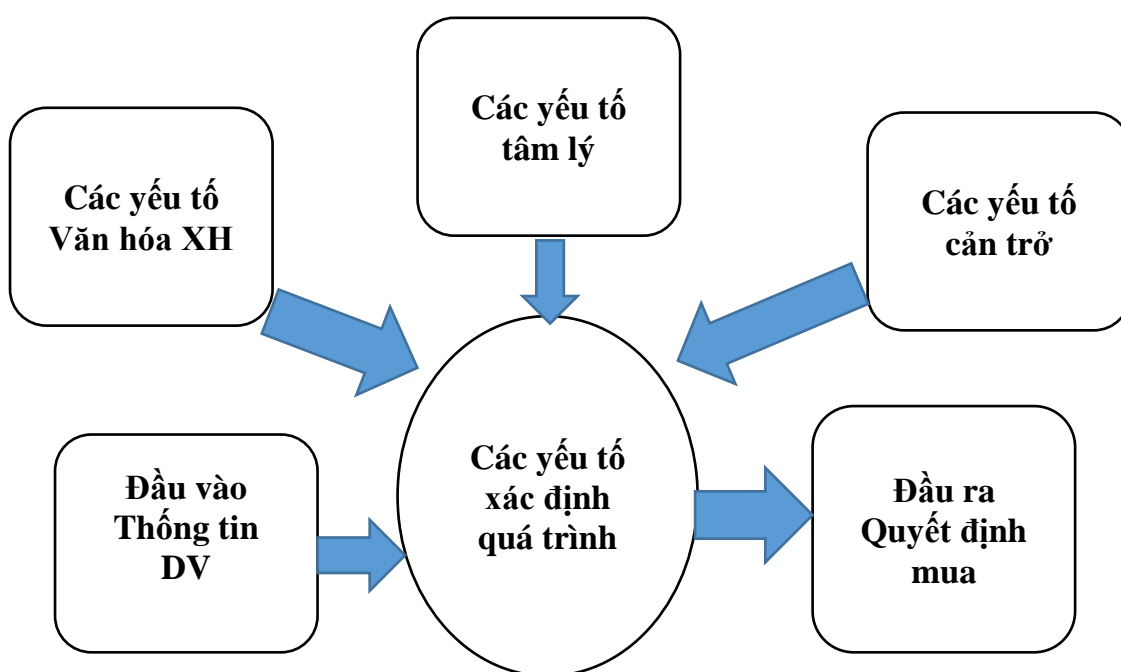 Các yếu tố
tâm lý
Các yếu tố
Văn hóa XH
Các yếu tố
cản trở
Đầu vào
Thống tin
DV
Các yếu tố
xác định
quá trình
Đầu ra
Quyết định
mua